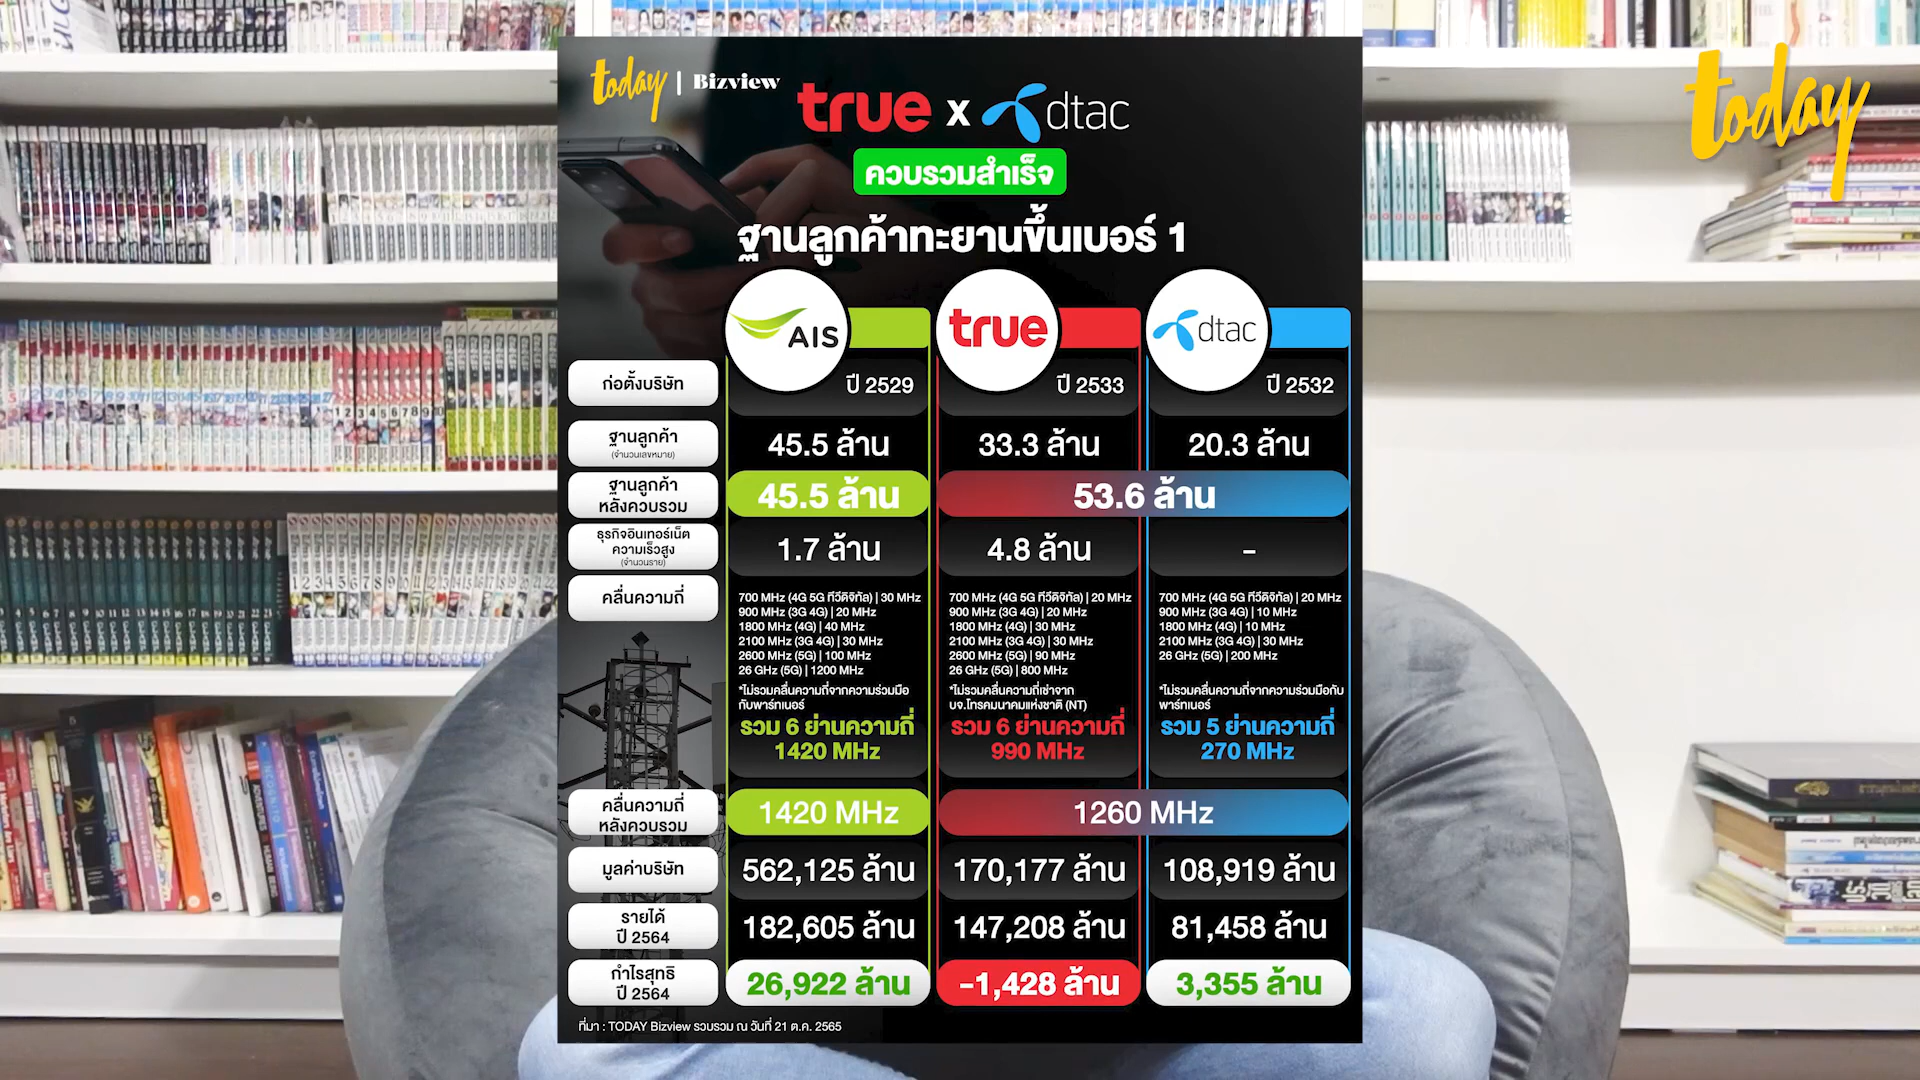 today | Bizview
true x dtac
today
ควบรวมสำเร็จ
ฐานลูกค้าทะยานขึ้นเบอร์ 1
AIS
true
dtac
ก่อตั้งบริษัท
ปี 2529
ปี 2533
ปี 2532
ฐานลูกค้า
(จำนวนเลขหมาย)
45.5 ล้าน
33.3 ล้าน
20.3 ล้าน
ฐานลูกค้า
หลังควบรวม
45.5 ล้าน
53.6 ล้าน
ธุรกิจอินเทอร์เน็ต
ความเร็วสูง
(จำนวนราย)
1.7 ล้าน
4.8 ล้าน
-
คลื่นความถี่
700 MHz (4G 5G ทีวีดิจิทัล) | 30 MHz
900 MHz (3G 4G) | 20 MHz
1800 MHz (4G) | 40 MHz
2100 MHz (3G 4G) | 30 MHz
2600 MHz (5G) | 100 MHz
26 GHz (5G) | 1200 MHz
*ไม่รวมคลื่นความถี่จากความร่วมมือ
กับพาร์ทเนอร์
รวม 6 ย่านความถี่
1420 MHz
700 MHz (4G 5G ทีวีดิจิทัล) | 20 MHz
900 MHz (3G 4G) | 20 MHz
1800 MHz (4G) | 30 MHz
2100 MHz (3G 4G) | 30 MHz
2600 MHz (5G) | 90 MHz
26 GHz (5G) | 800 MHz
*ไม่รวมคลื่นความถี่เช่าจาก
บจ.โทรคมนาคมแห่งชาติ (NT)
รวม 6 ย่านความถี่
990 MHz
700 MHz (4G 5G ทีวีดิจิทัล) | 20 MHz
900 MHz (3G 4G) | 10 MHz
1800 MHz (4G) | 10 MHz
2100 MHz (3G 4G) | 30 MHz
26 GHz (5G) | 200 MHz
*ไม่รวมคลื่นความถี่จากความร่วมมือกับ
พาร์ทเนอร์
รวม 5 ย่านความถี่
270 MHz
คลื่นความถี่
หลังควบรวม
1420 MHz
1260 MHz
มูลค่าบริษัท
562,125 ล้าน
170,177 ล้าน
108,919 ล้าน
รายได้
ปี 2564
182,605 ล้าน
147,208 ล้าน
81,458 ล้าน
กำไรสุทธิ
ปี 2564
26,922 ล้าน
-1,428 ล้าน
3,355 ล้าน
ที่มา : TODAY Bizview รวบรวม ณ วันที่ 21 ต.ค. 2565